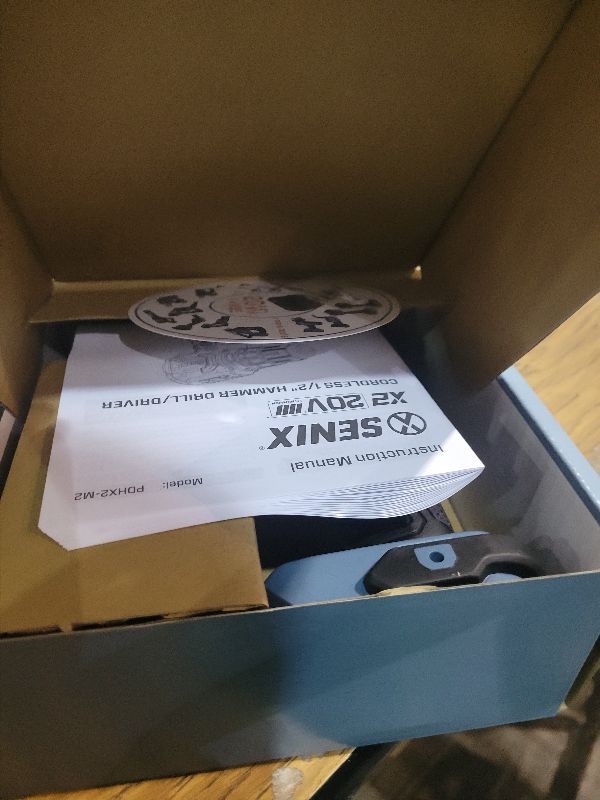 Instruction Manual
SENIX®
X2 20V
CORDLESS 1/2" HAMMER DRILL/DRIVER
Model: PDHX2-M2